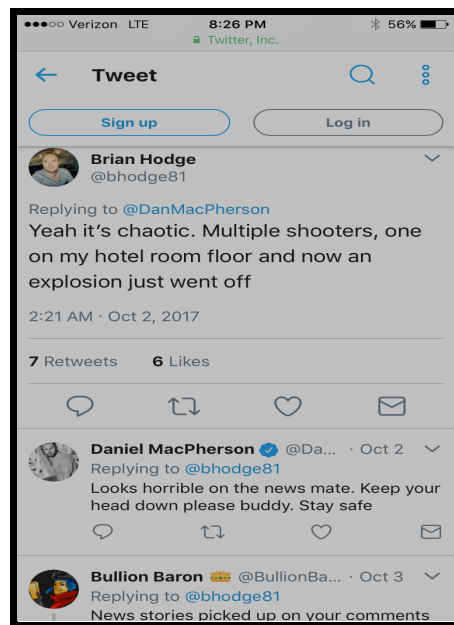 Verizon LTE 8:26 PM 56%
Twitter, Inc.
Tweet
Sign up Log in
Brian Hodge
@bhodge81
Replying to @DanMacPherson
Yeah it's chaotic. Multiple shooters, one
on my hotel room floor and now an
explosion just went off
2:21 AM · Oct 2, 2017
7 Retweets 6 Likes
Daniel MacPherson @Da... · Oct 2
Replying to @bhodge81
Looks horrible on the news mate. Keep your
head down please buddy. Stay safe
Bullion Baron @BullionBa... · Oct 3
Replying to @bhodge81
News stories picked up on your comments